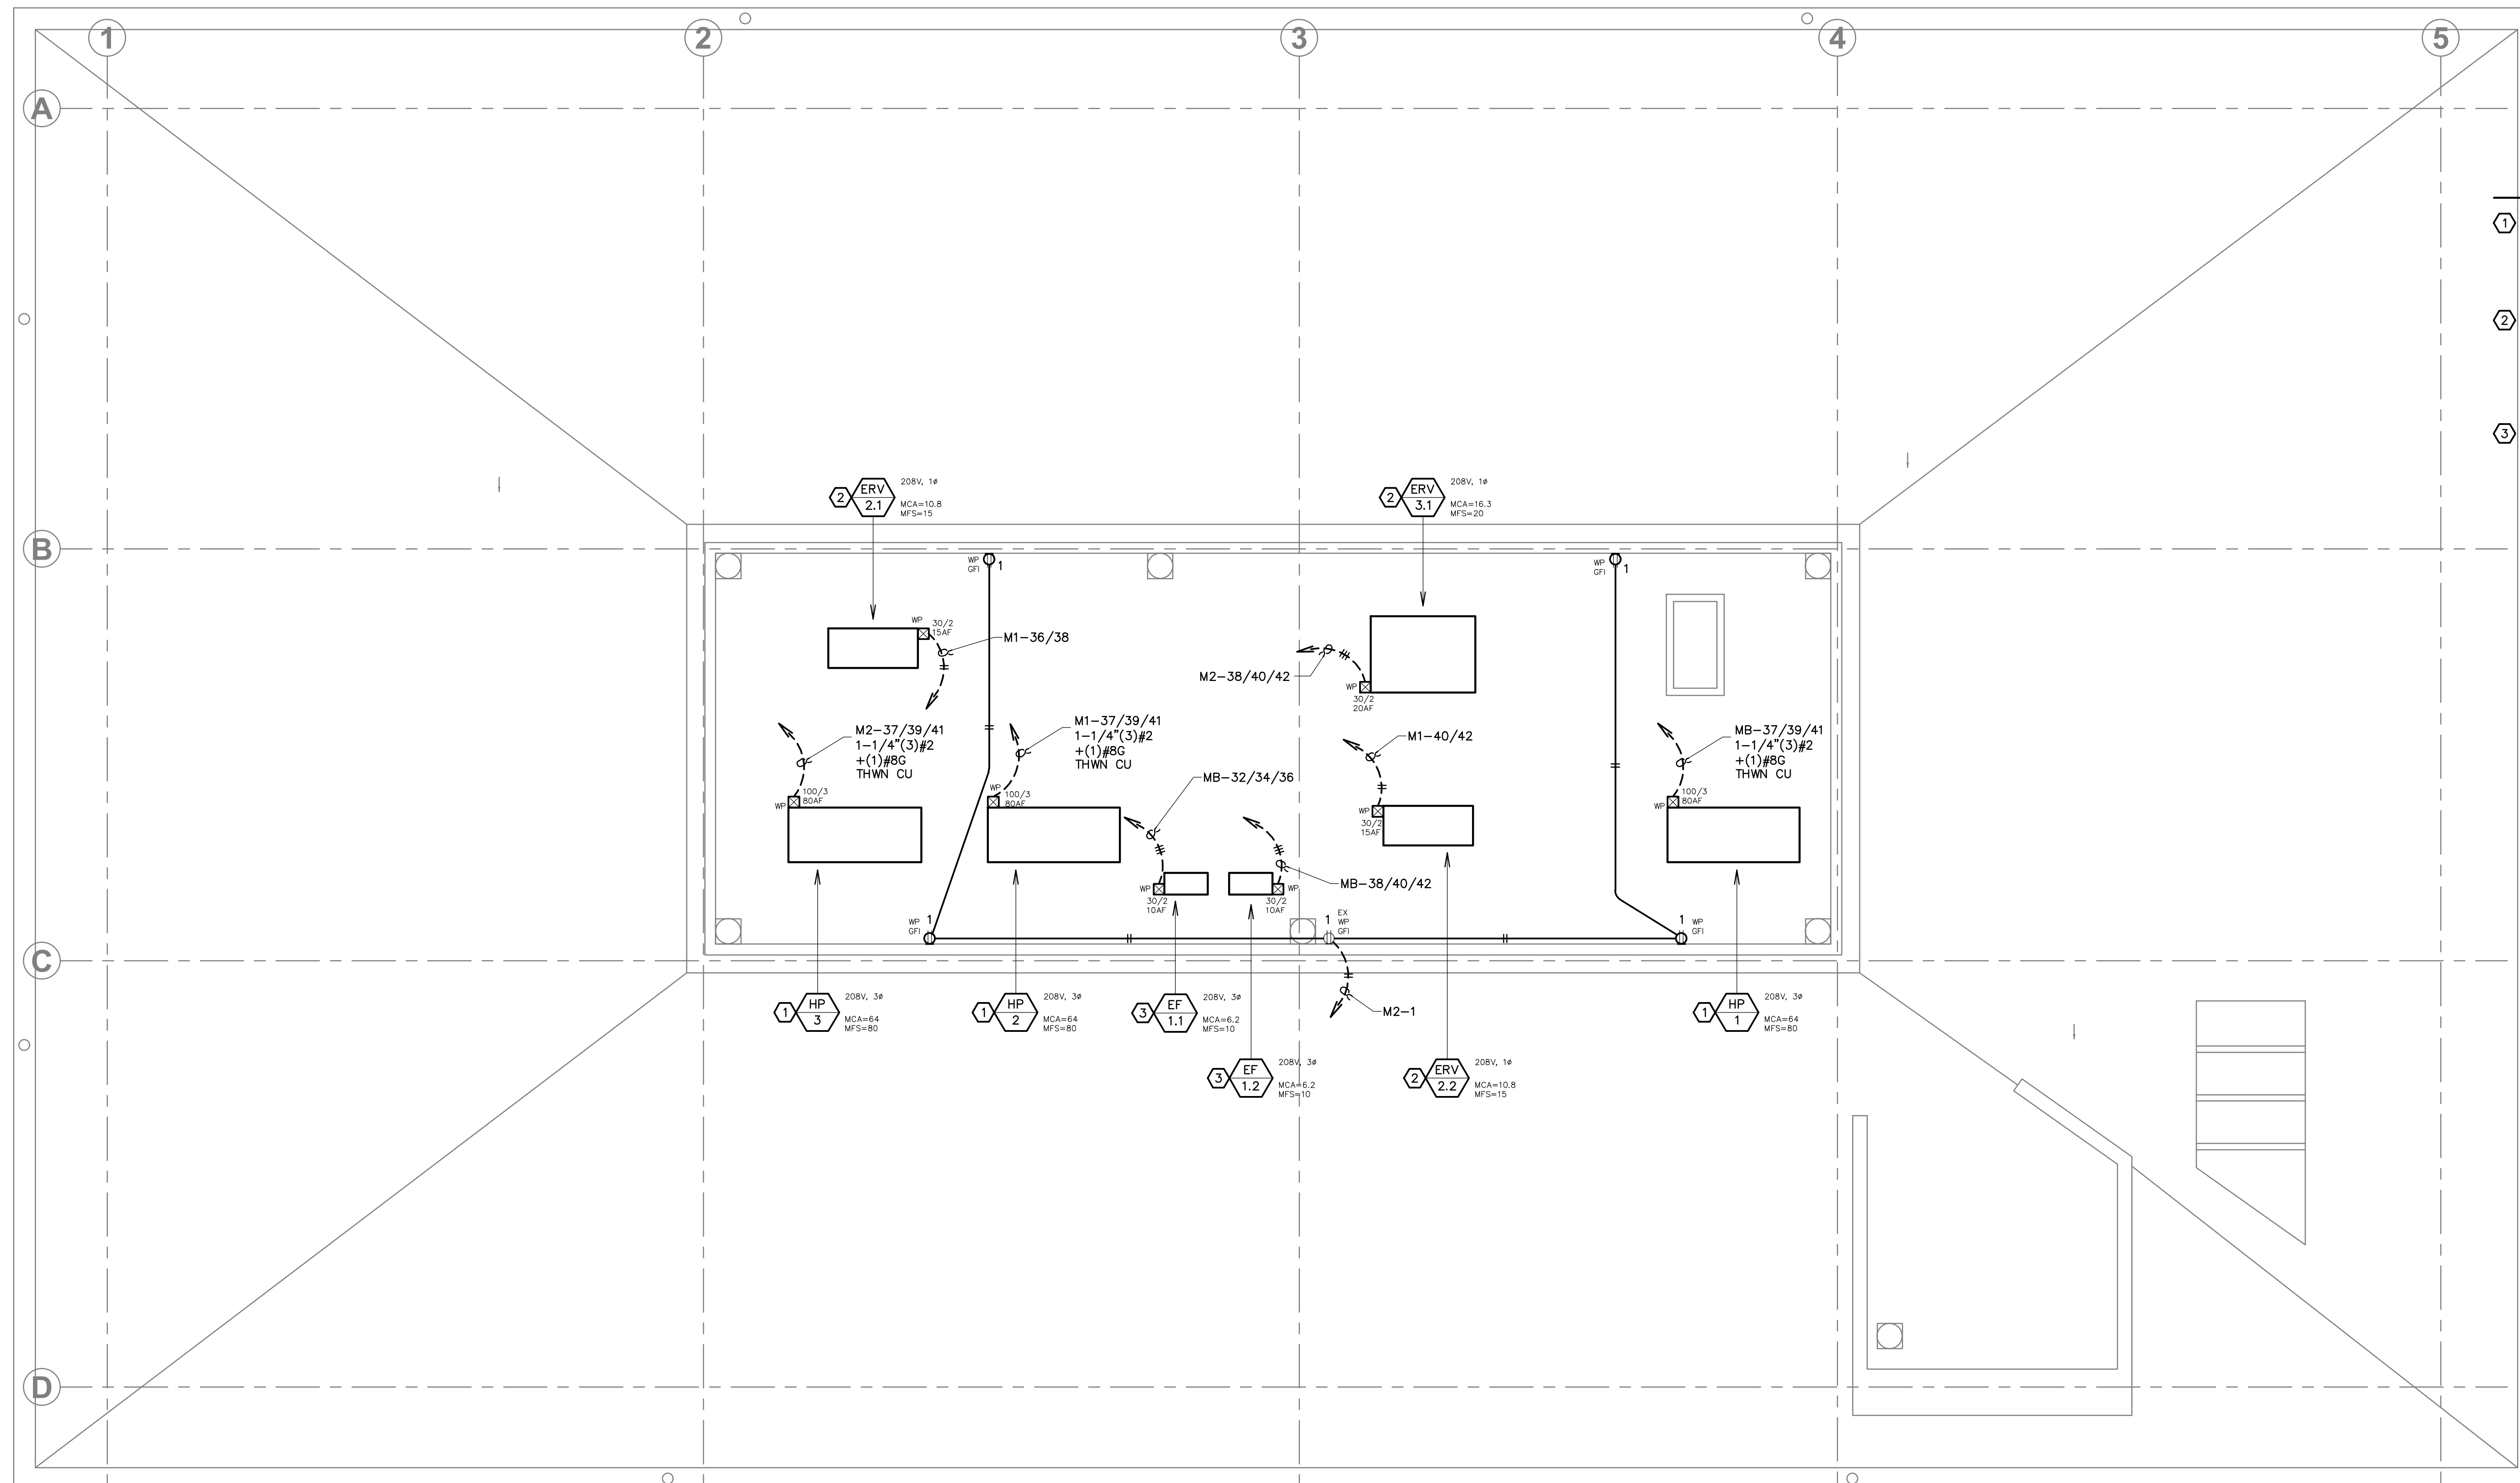 1
2
3
4
5
A
B
C
D
1
2
3
2
ERV
2.1
208V, 1ø
MCA=10.8
MFS=15
2
ERV
3.1
208V, 1ø
MCA=16.3
MFS=20
WP
GFI
1
WP
GFI
1
WP
30/2
15AF
M1-36/38
M2-38/40/42
WP
30/2
20AF
M2-37/39/41
1-1/4"(3)#2
+(1)#8G
THWN CU
M1-37/39/41
1-1/4"(3)#2
+(1)#8G
THWN CU
M1-40/42
MB-37/39/41
1-1/4"(3)#2
+(1)#8G
THWN CU
MB-32/34/36
WP
100/3
80AF
WP
100/3
80AF
WP
30/2
15AF
WP
100/3
80AF
WP
30/2
10AF
WP
30/2
10AF
MB-38/40/42
WP
GFI
1
1
EX
WP
GFI
1
WP
GFI
M2-1
1
HP
3
208V, 3ø
MCA=64
MFS=80
1
HP
2
208V, 3ø
MCA=64
MFS=80
3
EF
1.1
208V, 3ø
MCA=6.2
MFS=10
1
HP
1
208V, 3ø
MCA=64
MFS=80
3
EF
1.2
208V, 3ø
MCA=6.2
MFS=10
2
ERV
2.2
208V, 1ø
MCA=10.8
MFS=15